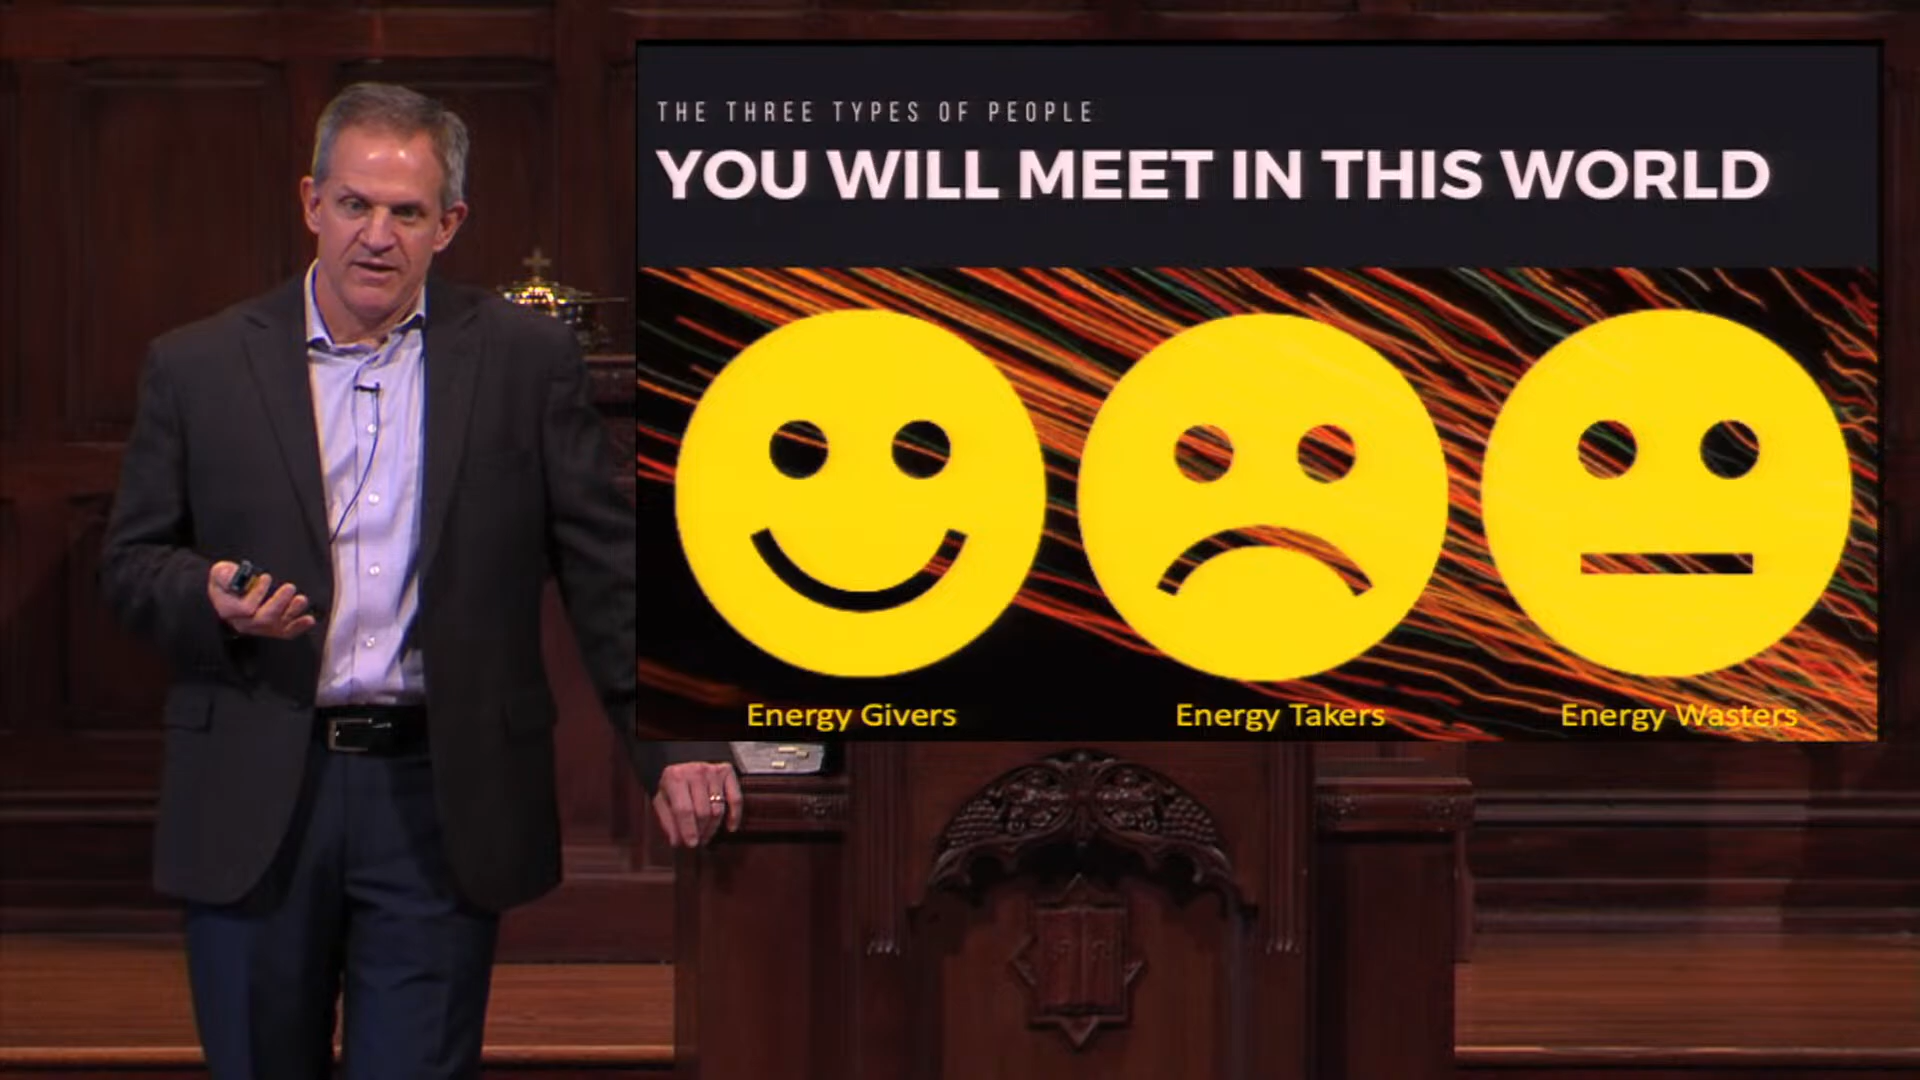 THE THREE TYPES OF PEOPLE
YOU WILL MEET IN THIS WORLD
Energy Givers
Energy Takers
Energy Wasters